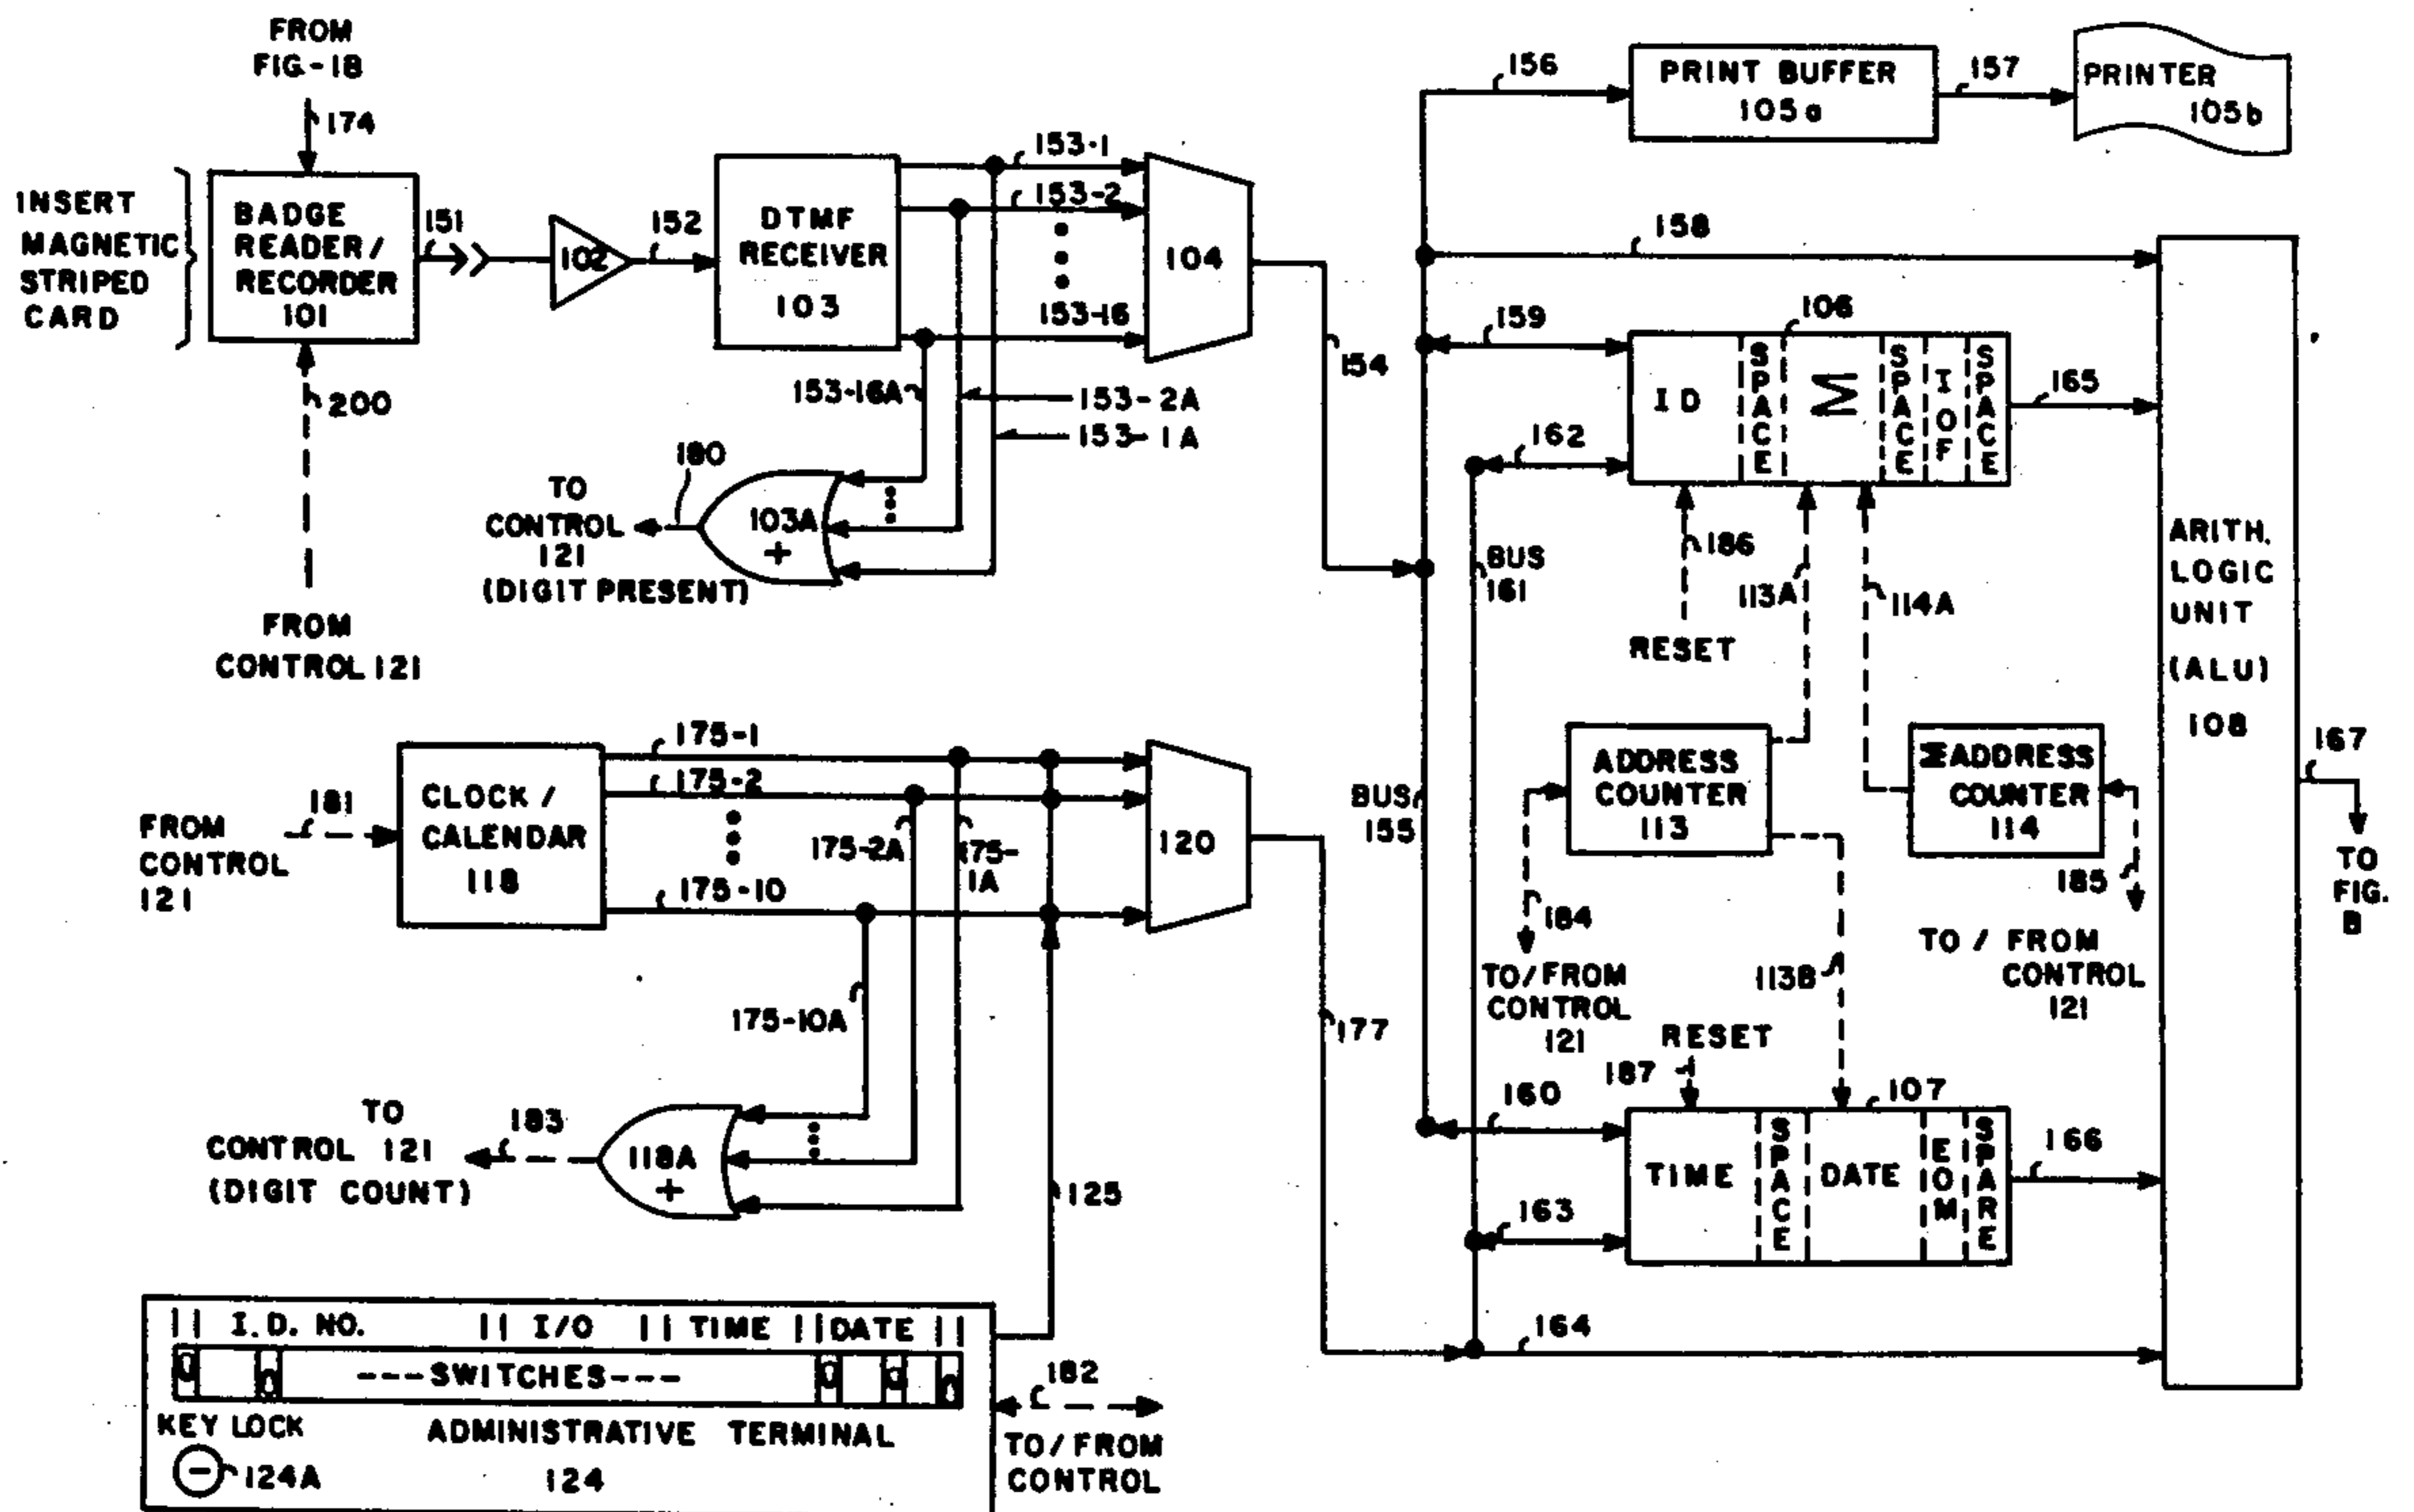 FROM
FIG-1B
174
INSERT
MAGNETIC
STRIPED
CARD
BADGE
READER/
RECORDER
101
151
102
152
200
FROM
CONTROL 121
DTMF
RECEIVER
103
153-1
153-2
153-16
104
153-16A
153-2A
153-1A
180
TO
CONTROL
121
(DIGIT PRESENT)
103A
+
154
156
PRINT BUFFER
105a
157
PRINTER
105b
158
159
106
ID
SPACE
Σ
SPACE
IOF
SPACE
165
162
BUS
161
186
RESET
113A
114A
ARITH.
LOGIC
UNIT
(ALU)
108
167
TO
FIG.
B
FROM
CONTROL
121
181
CLOCK /
CALENDAR
118
175-1
175-2
175-10
175-2A
175-
1A
120
175-10A
BUS
155
ADDRESS
COUNTER
113
ΣADDRESS
COUNTER
114
184
TO/FROM
CONTROL
121
185
TO / FROM
CONTROL
121
113B
177
RESET
187
107
160
TIME
SPACE
DATE
EOM
SPARE
166
163
164
TO
CONTROL 121
(DIGIT COUNT)
183
118A
+
125
|| I.D. NO. || I/O || TIME || DATE ||
---SWITCHES---
KEY LOCK
124A
ADMINISTRATIVE TERMINAL
124
182
TO/FROM
CONTROL